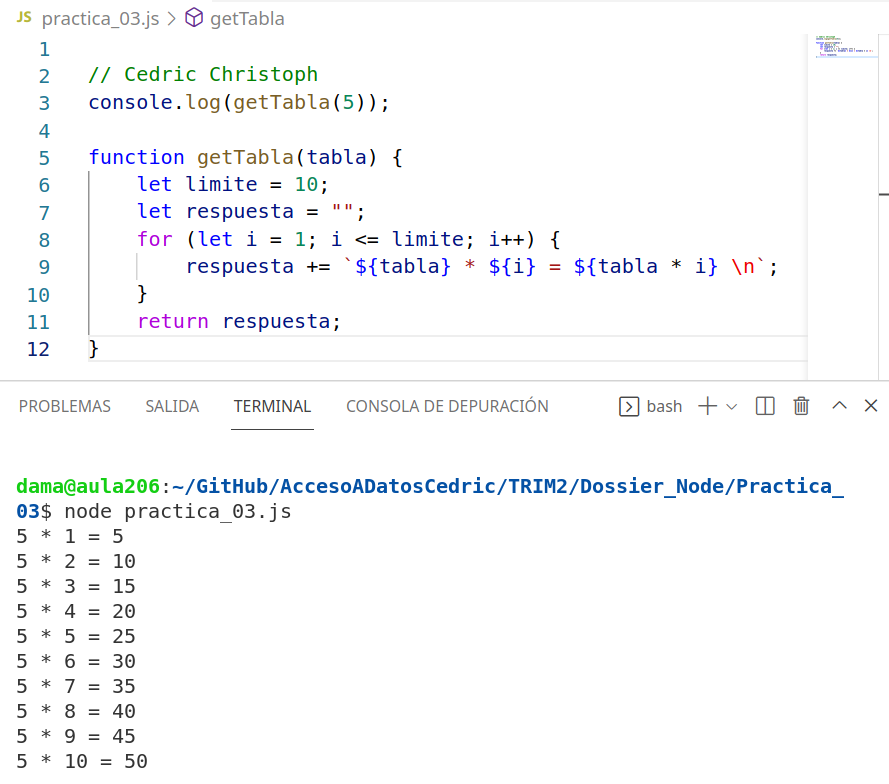 JS practica_03.js > getTabla
1
2 // Cedric Christoph
3 console.log(getTabla(5));
4
5 function getTabla(tabla) {
6     let limite = 10;
7     let respuesta = "";
8     for (let i = 1; i <= limite; i++) {
9         respuesta += `${tabla} * ${i} = ${tabla * i} \n`;
10     }
11     return respuesta;
12 }
PROBLEMAS SALIDA TERMINAL CONSOLA DE DEPURACIÓN bash
dama@aula206:~/GitHub/AccesoADatosCedric/TRIM2/Dossier_Node/Practica_
03$ node practica_03.js
5 * 1 = 5
5 * 2 = 10
5 * 3 = 15
5 * 4 = 20
5 * 5 = 25
5 * 6 = 30
5 * 7 = 35
5 * 8 = 40
5 * 9 = 45
5 * 10 = 50